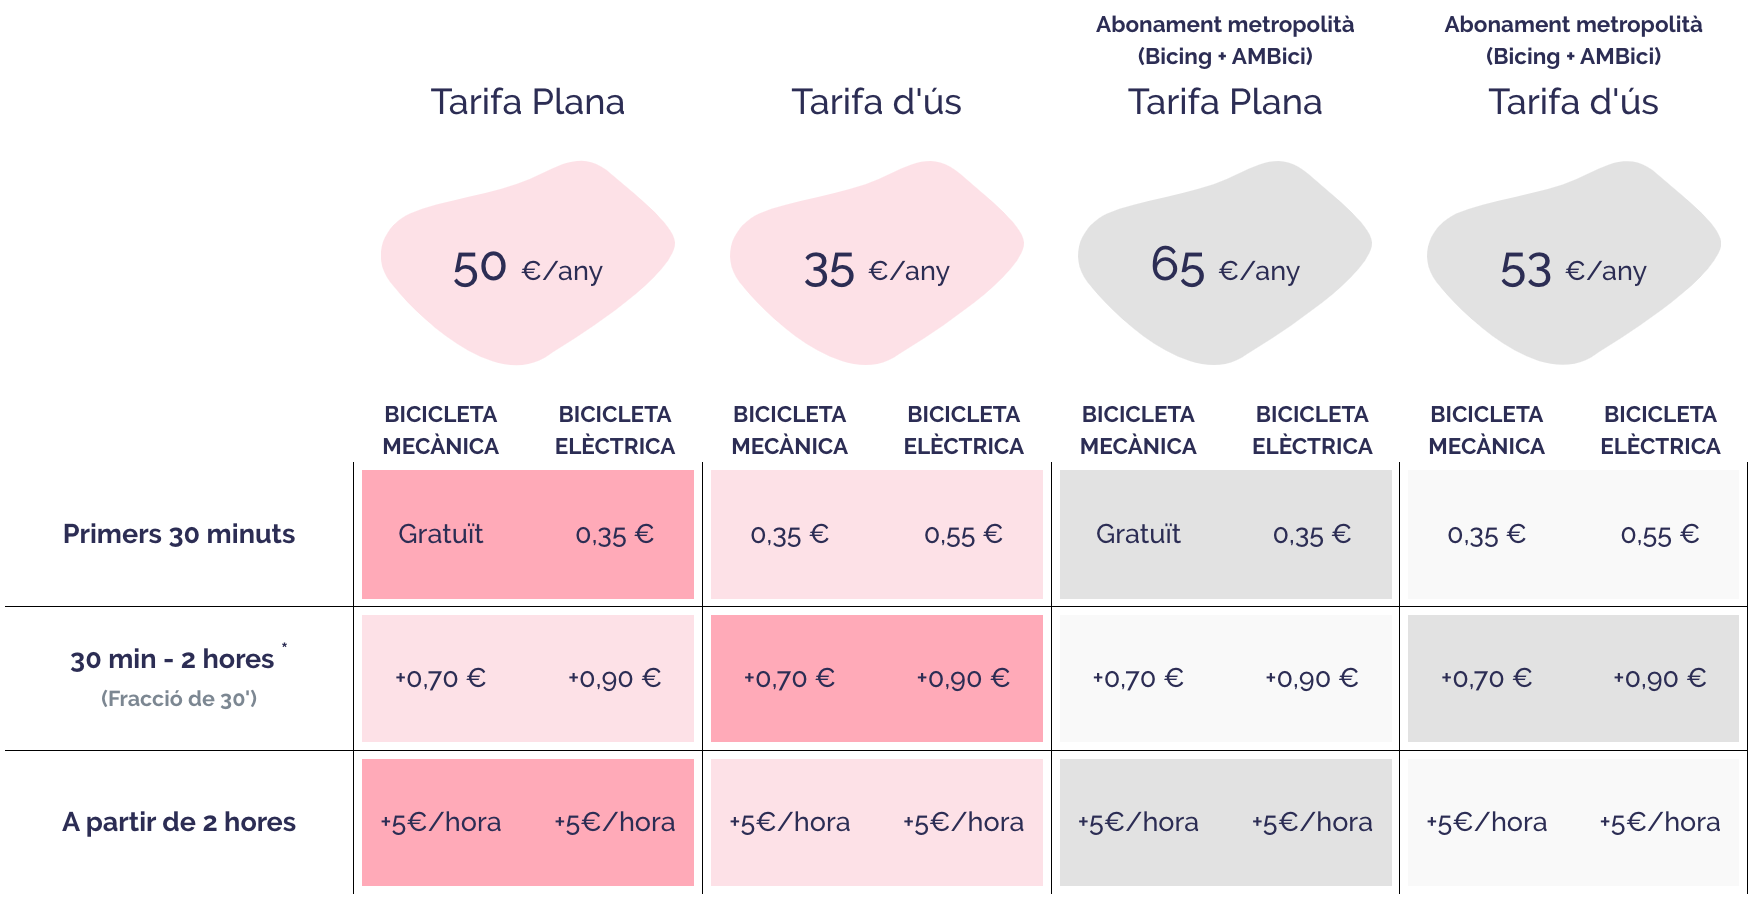 Abonament metropolità
(Bicing + AMBici)
Abonament metropolità
(Bicing + AMBici)
Tarifa Plana
Tarifa d'ús
Tarifa Plana
Tarifa d'ús
50 €/any
35 €/any
65 €/any
53 €/any
BICICLETA
MECÀNICA
BICICLETA
ELÈCTRICA
BICICLETA
MECÀNICA
BICICLETA
ELÈCTRICA
BICICLETA
MECÀNICA
BICICLETA
ELÈCTRICA
BICICLETA
MECÀNICA
BICICLETA
ELÈCTRICA
Primers 30 minuts
Gratuït
0,35 €
0,35 €
0,55 €
Gratuït
0,35 €
0,35 €
0,55 €
30 min - 2 hores *
(Fracció de 30')
+0,70 €
+0,90 €
+0,70 €
+0,90 €
+0,70 €
+0,90 €
+0,70 €
+0,90 €
A partir de 2 hores
+5€/hora
+5€/hora
+5€/hora
+5€/hora
+5€/hora
+5€/hora
+5€/hora
+5€/hora